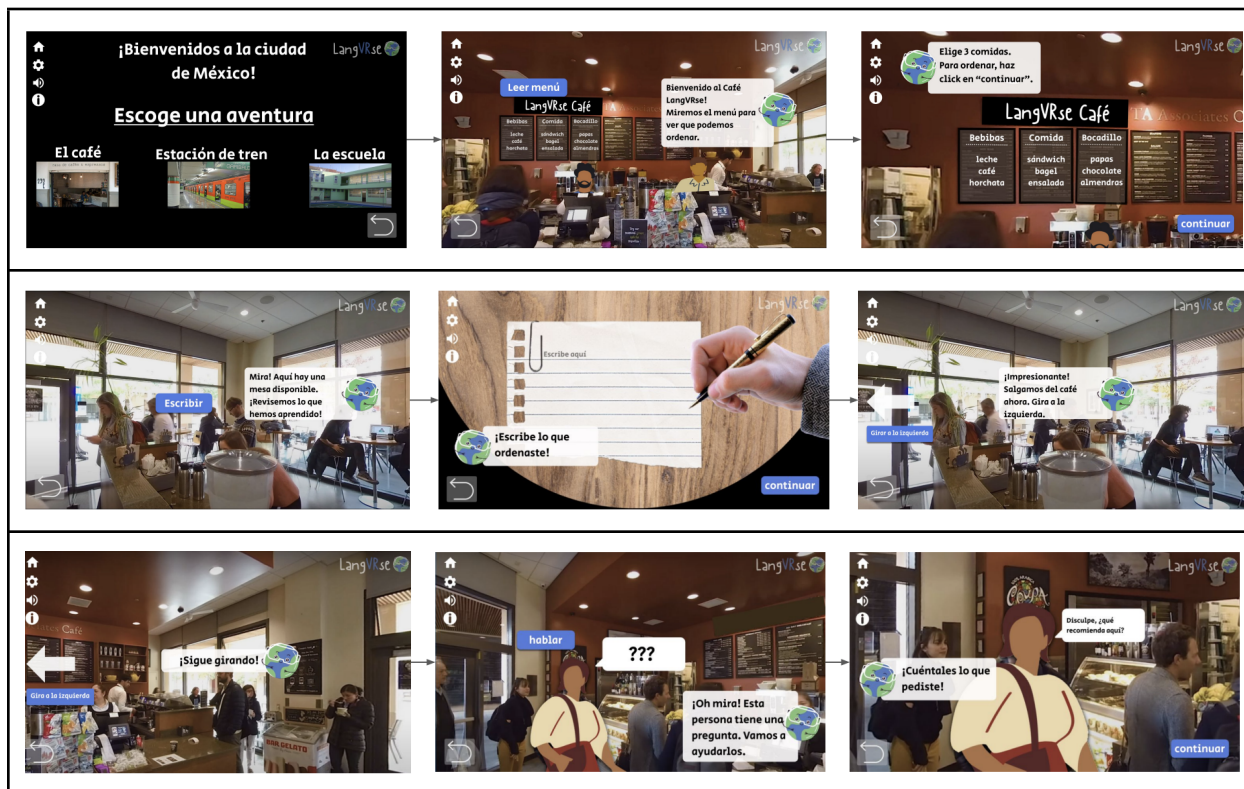 ¡Bienvenidos a la ciudad
de México!
LangVRse
Escoge una aventura
El café
Estación de tren
La escuela
LangVRse
Leer menú
LangVRse Café
Bebibas
leche
café
horchata
Comida
sándwich
bagel
ensalada
Bocadillo
papas
chocolate
almendras
Bienvenido al Café
LangVRse!
Miremos el menú para
ver que podemos
ordenar.
LangVRse
Elige 3 comidas.
Para ordenar, haz
click en “continuar”.
LangVRse Café
Associates
Bebibas
leche
café
horchata
Comida
sándwich
bagel
ensalada
Bocadillo
papas
chocolate
almendras
continuar
LangVRse
Mira! Aquí hay una
mesa disponible.
¡Revisemos lo que
hemos aprendido!
Escribir
LangVRse
Escribe aquí
¡Escribe lo que
ordenaste!
continuar
LangVRse
¡Impresionante!
Salgamos del café
ahora. Gira a la
izquierda.
Girar a la izquierda
LangVRse
Café
¡Sigue girando!
Gira a la izquierda
BAR GELATO
LangVRse
hablar
???
¡Oh mira! Esta
persona tiene una
pregunta. Vamos a
ayudarlos.
LangVRse
Disculpe, ¿qué
recomienda aquí?
¡Cuéntales lo que
pediste!
continuar